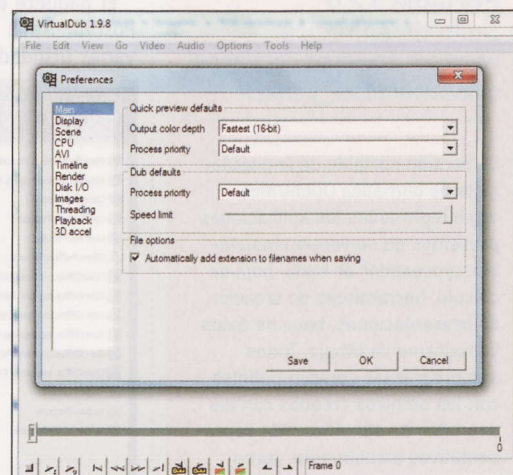 VirtualDub 1.9.8
File Edit View Go Video Audio Options Tools Help
Preferences
Main
Display
Scene
CPU
AVI
Timeline
Render
Disk I/O
Images
Threading
Playback
3D accel
Quick preview defaults
Output color depth Fastest (16-bit)
Process priority Default
Dub defaults
Process priority Default
Speed limit
File options
Automatically add extension to filenames when saving
Save OK Cancel
0
Frame 0